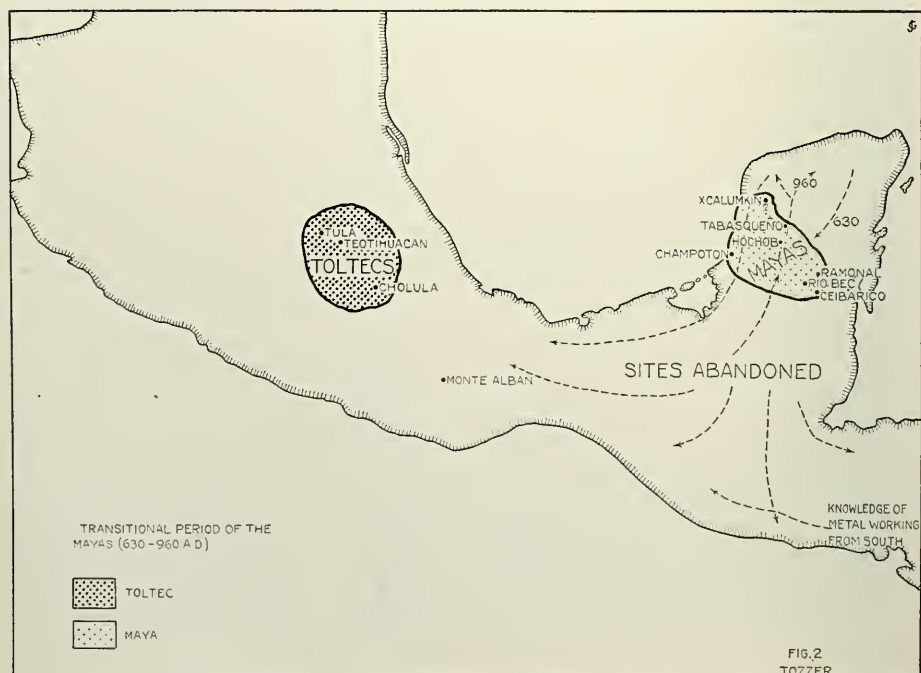 960
XCALUMKIN
TABASQUENO
630
HOCHOB
CHAMPOTON
MAYAS
RAMONAL
RIO BEC
CEIBARICO
TULA
TEOTIHUACAN
TOLTECS
CHOLULA
SITES ABANDONED
MONTE ALBAN
KNOWLEDGE OF
METAL WORKING
FROM SOUTH
TRANSITIONAL PERIOD OF THE
MAYAS (630-960 A D)
TOLTEC
MAYA
FIG. 2
TOZZER